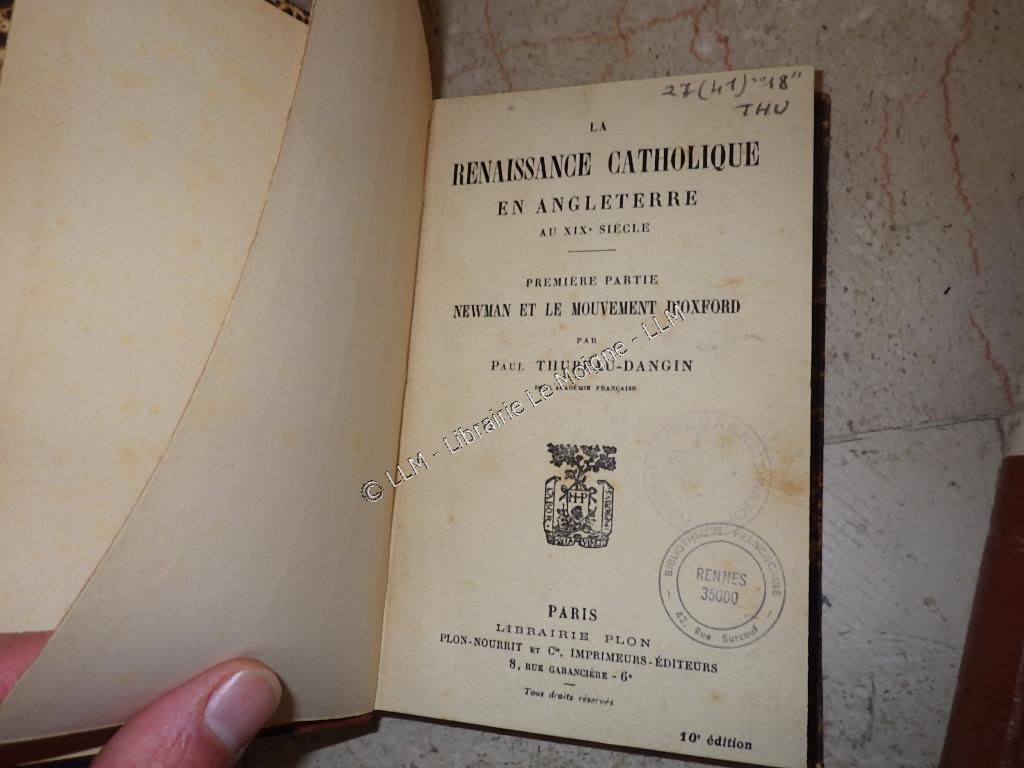 27(41)"18"
THU
LA
RENAISSANCE CATHOLIQUE
EN ANGLETERRE
AU XIXe SIÈCLE
PREMIÈRE PARTIE
NEWMAN ET LE MOUVEMENT D'OXFORD
PAR
PAUL THUREAU-DANGIN
ACADÉMIE FRANÇAISE
© LLM - Librairie Le Moigne - LLM
BIBLIOTHÈQUE FRANCISCAINE
RENNES
35000
42, Rue Surcouf
PARIS
LIBRAIRIE PLON
PLON-NOURRIT ET Cie, IMPRIMEURS-ÉDITEURS
8, RUE GARANCIÈRE - 6e
Tous droits réservés
10e édition